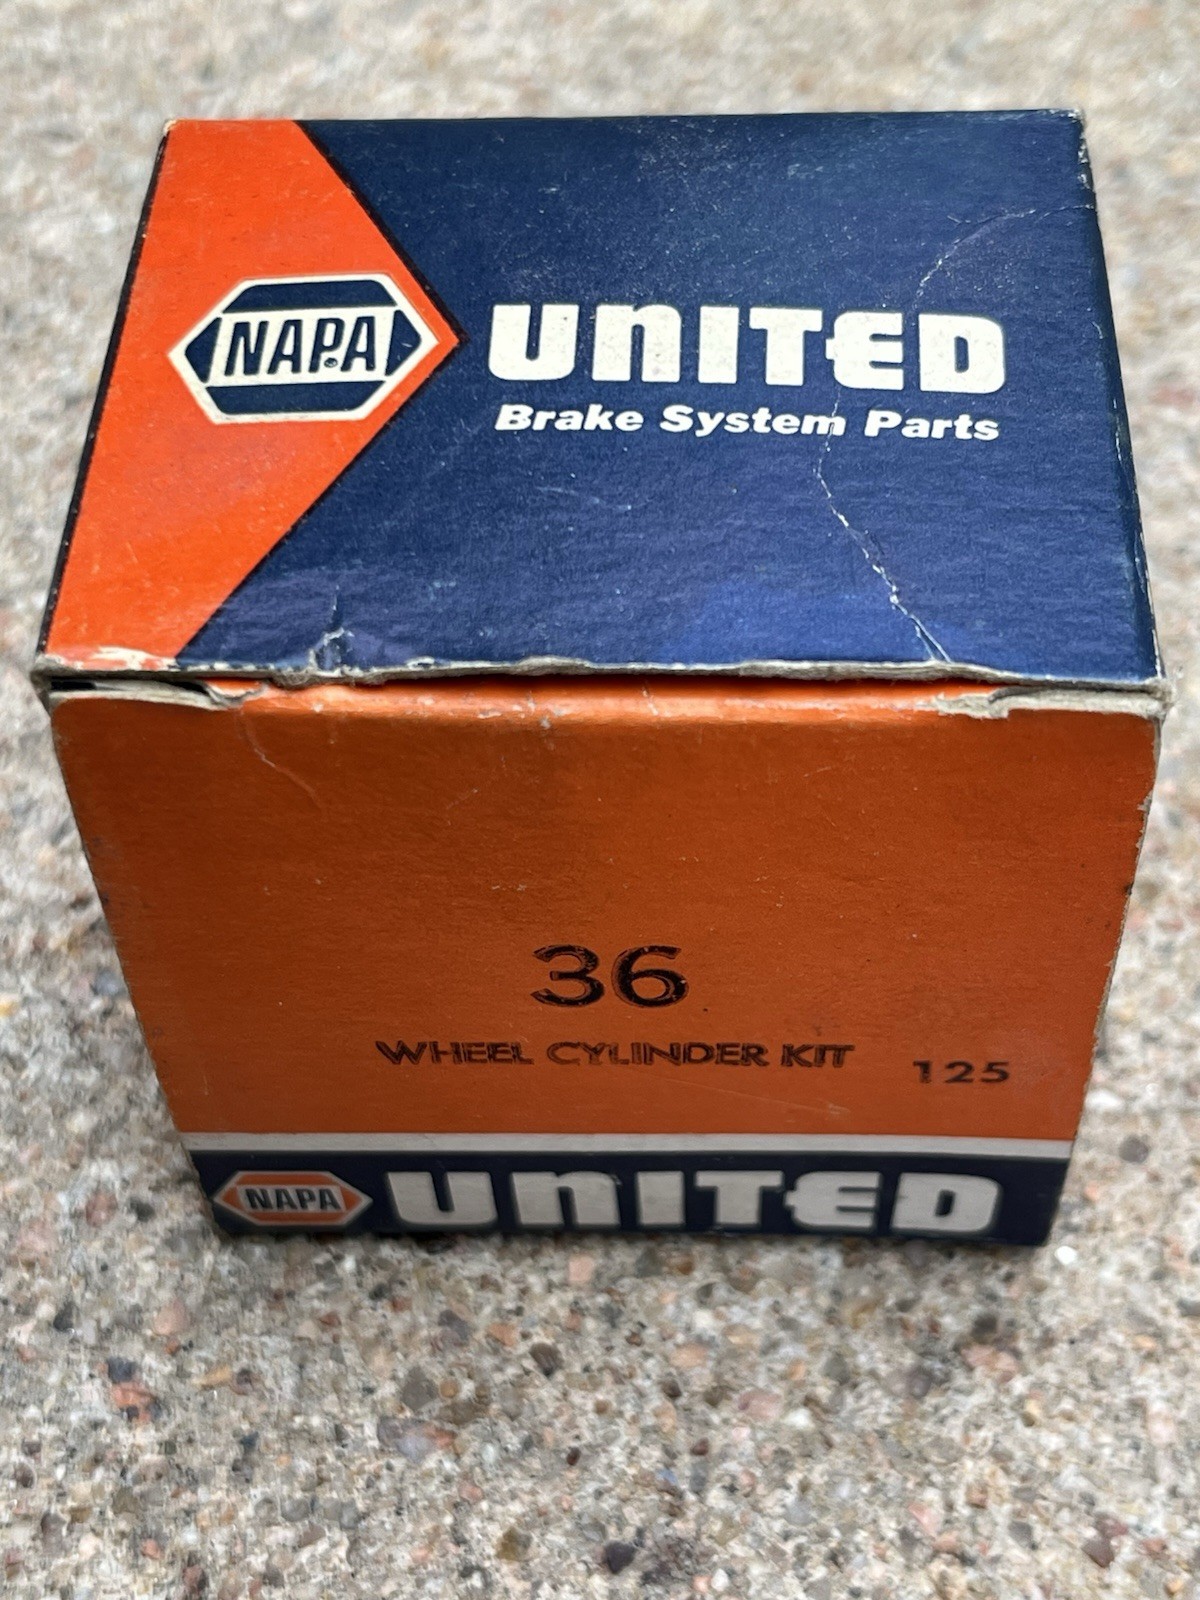 NAPA
UNITED
Brake System Parts
36
WHEEL CYLINDER KIT
125
NAPA
UNITED